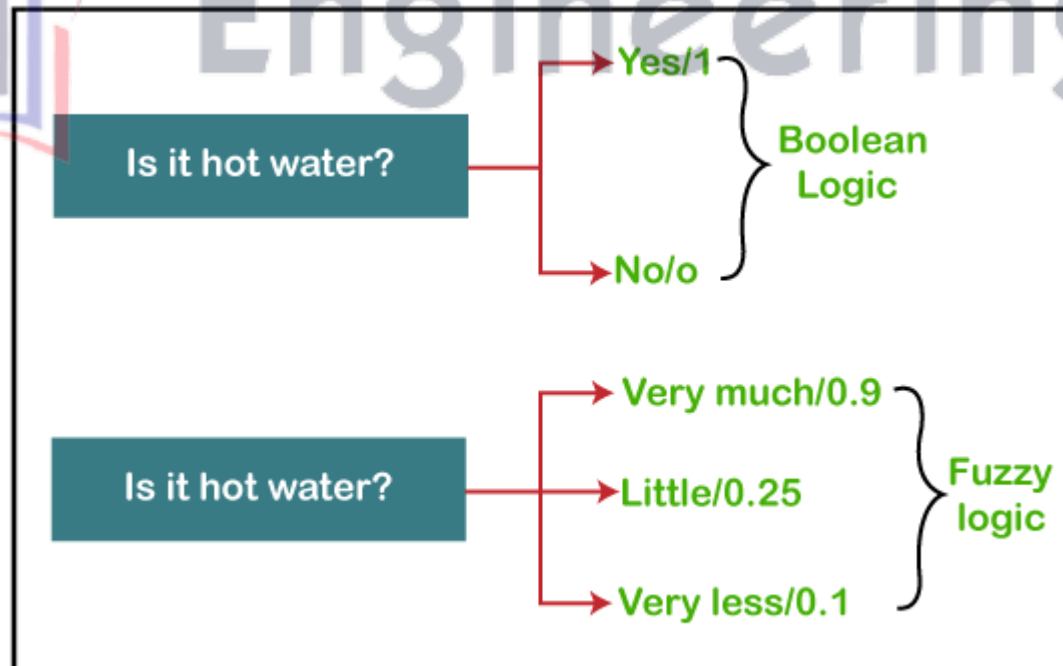 Engineering
Is it hot water?
Yes/1
No/o
Boolean
Logic
Is it hot water?
Very much/0.9
Little/0.25
Very less/0.1
Fuzzy
logic